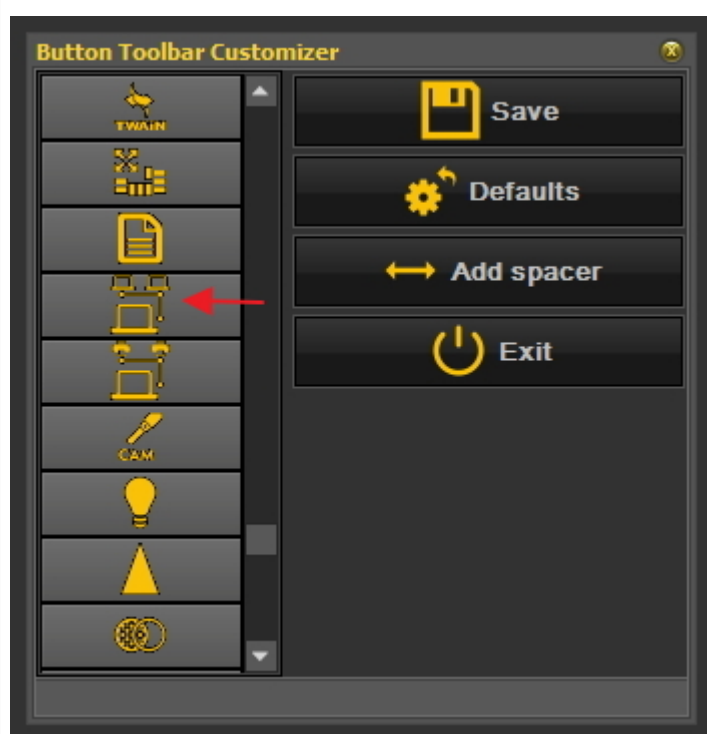 Button Toolbar Customizer
TWAIN
Save
Defaults
Add spacer
Exit
CAM